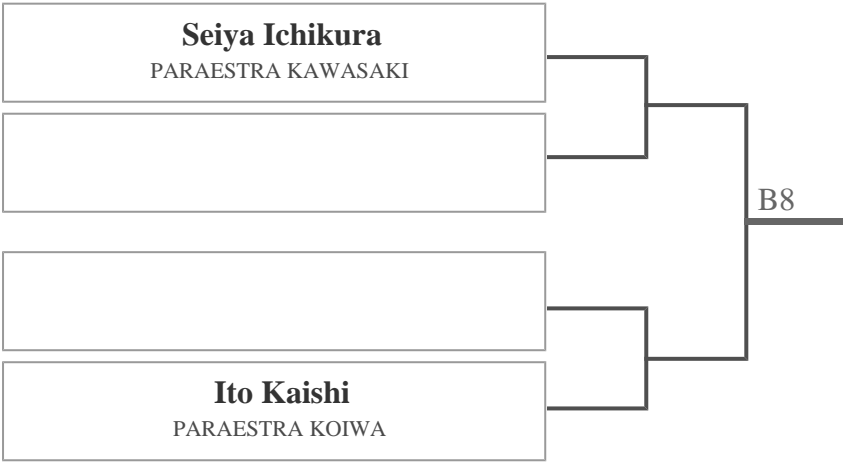 Seiya Ichikura
PARAESTRA KAWASAKI
B8
Ito Kaishi
PARAESTRA KOIWA